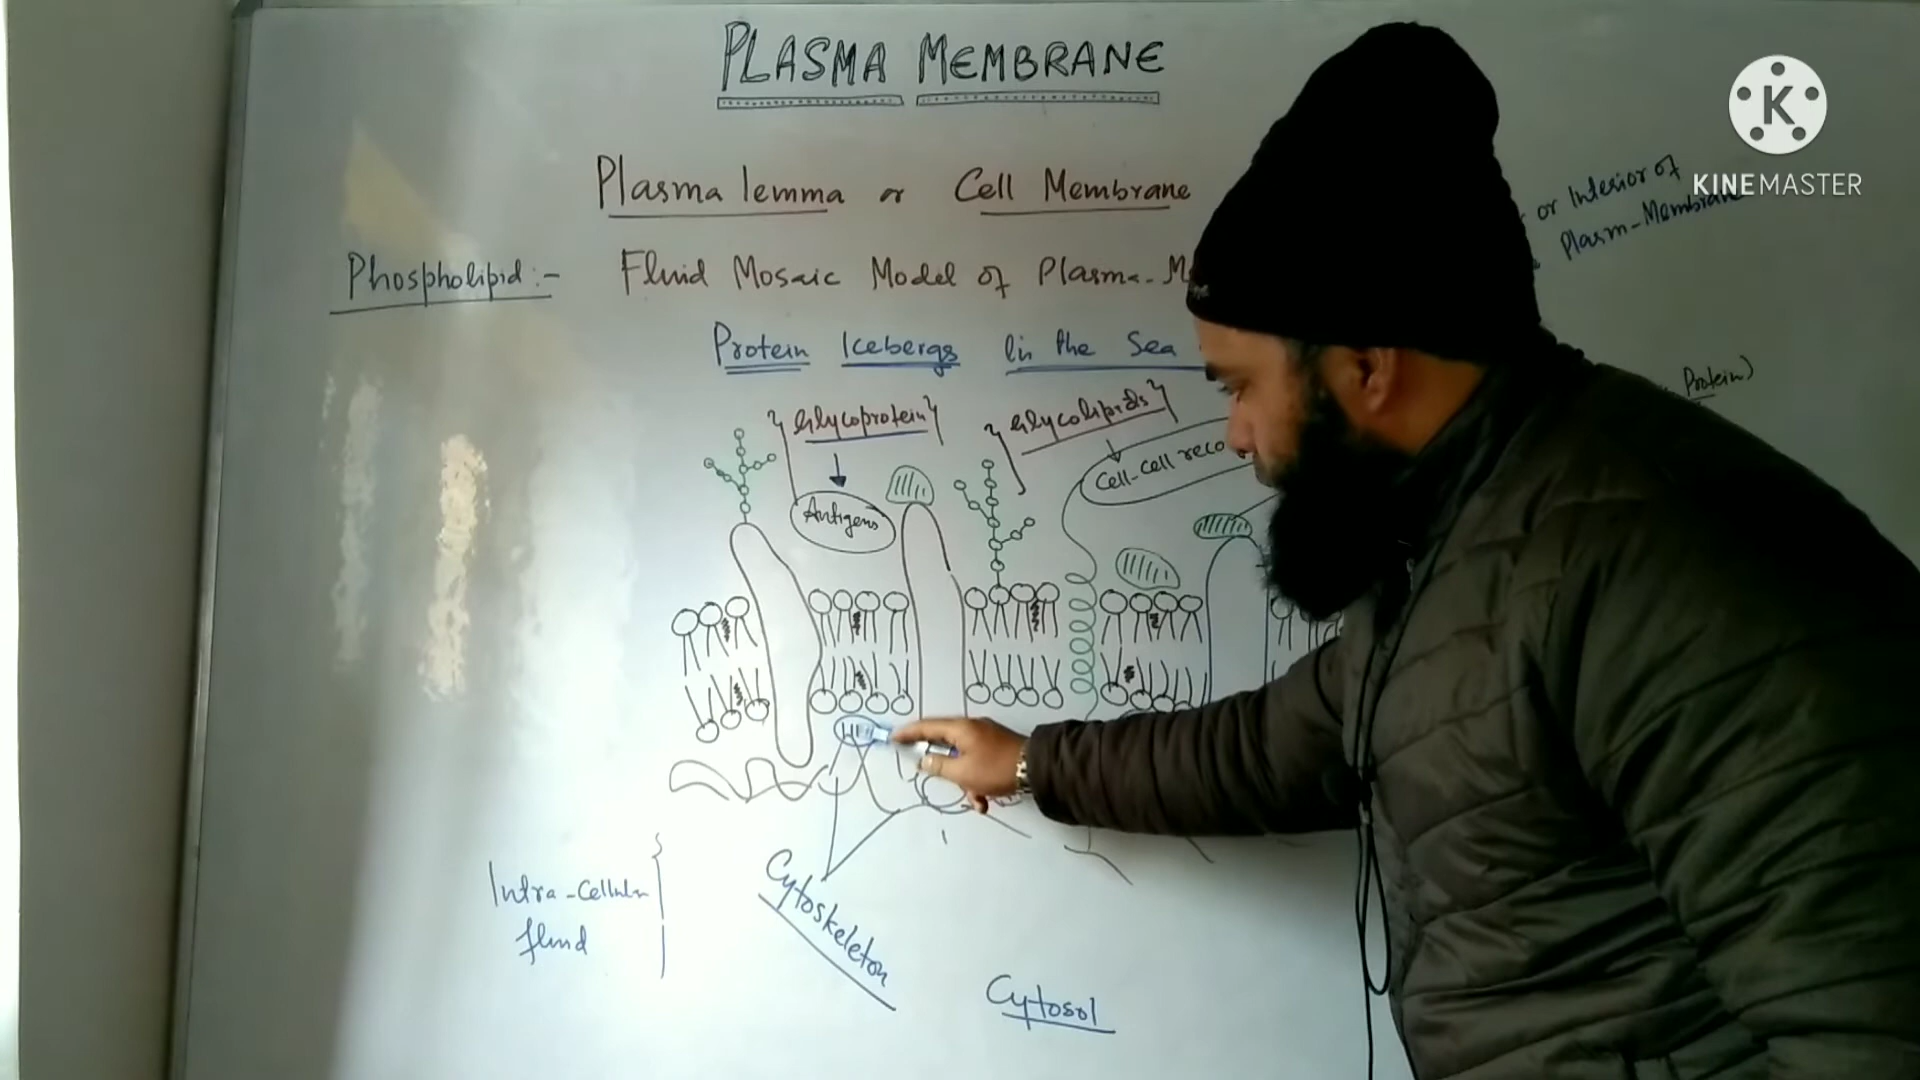 PLASMA MEMBRANE
KINEMASTER
Plasma lemma or Cell Membrane
or Interior of
Plasm-Membrane
Phospholipid:-
Fluid Mosaic Model of Plasma-M
Protein Icebergs in the Sea
Protein)
Glycoprotein
Glycolipids
Cell-cell reco
Antigens
Cytoskeleton
Intra-Cellular
fluid
Cytosol